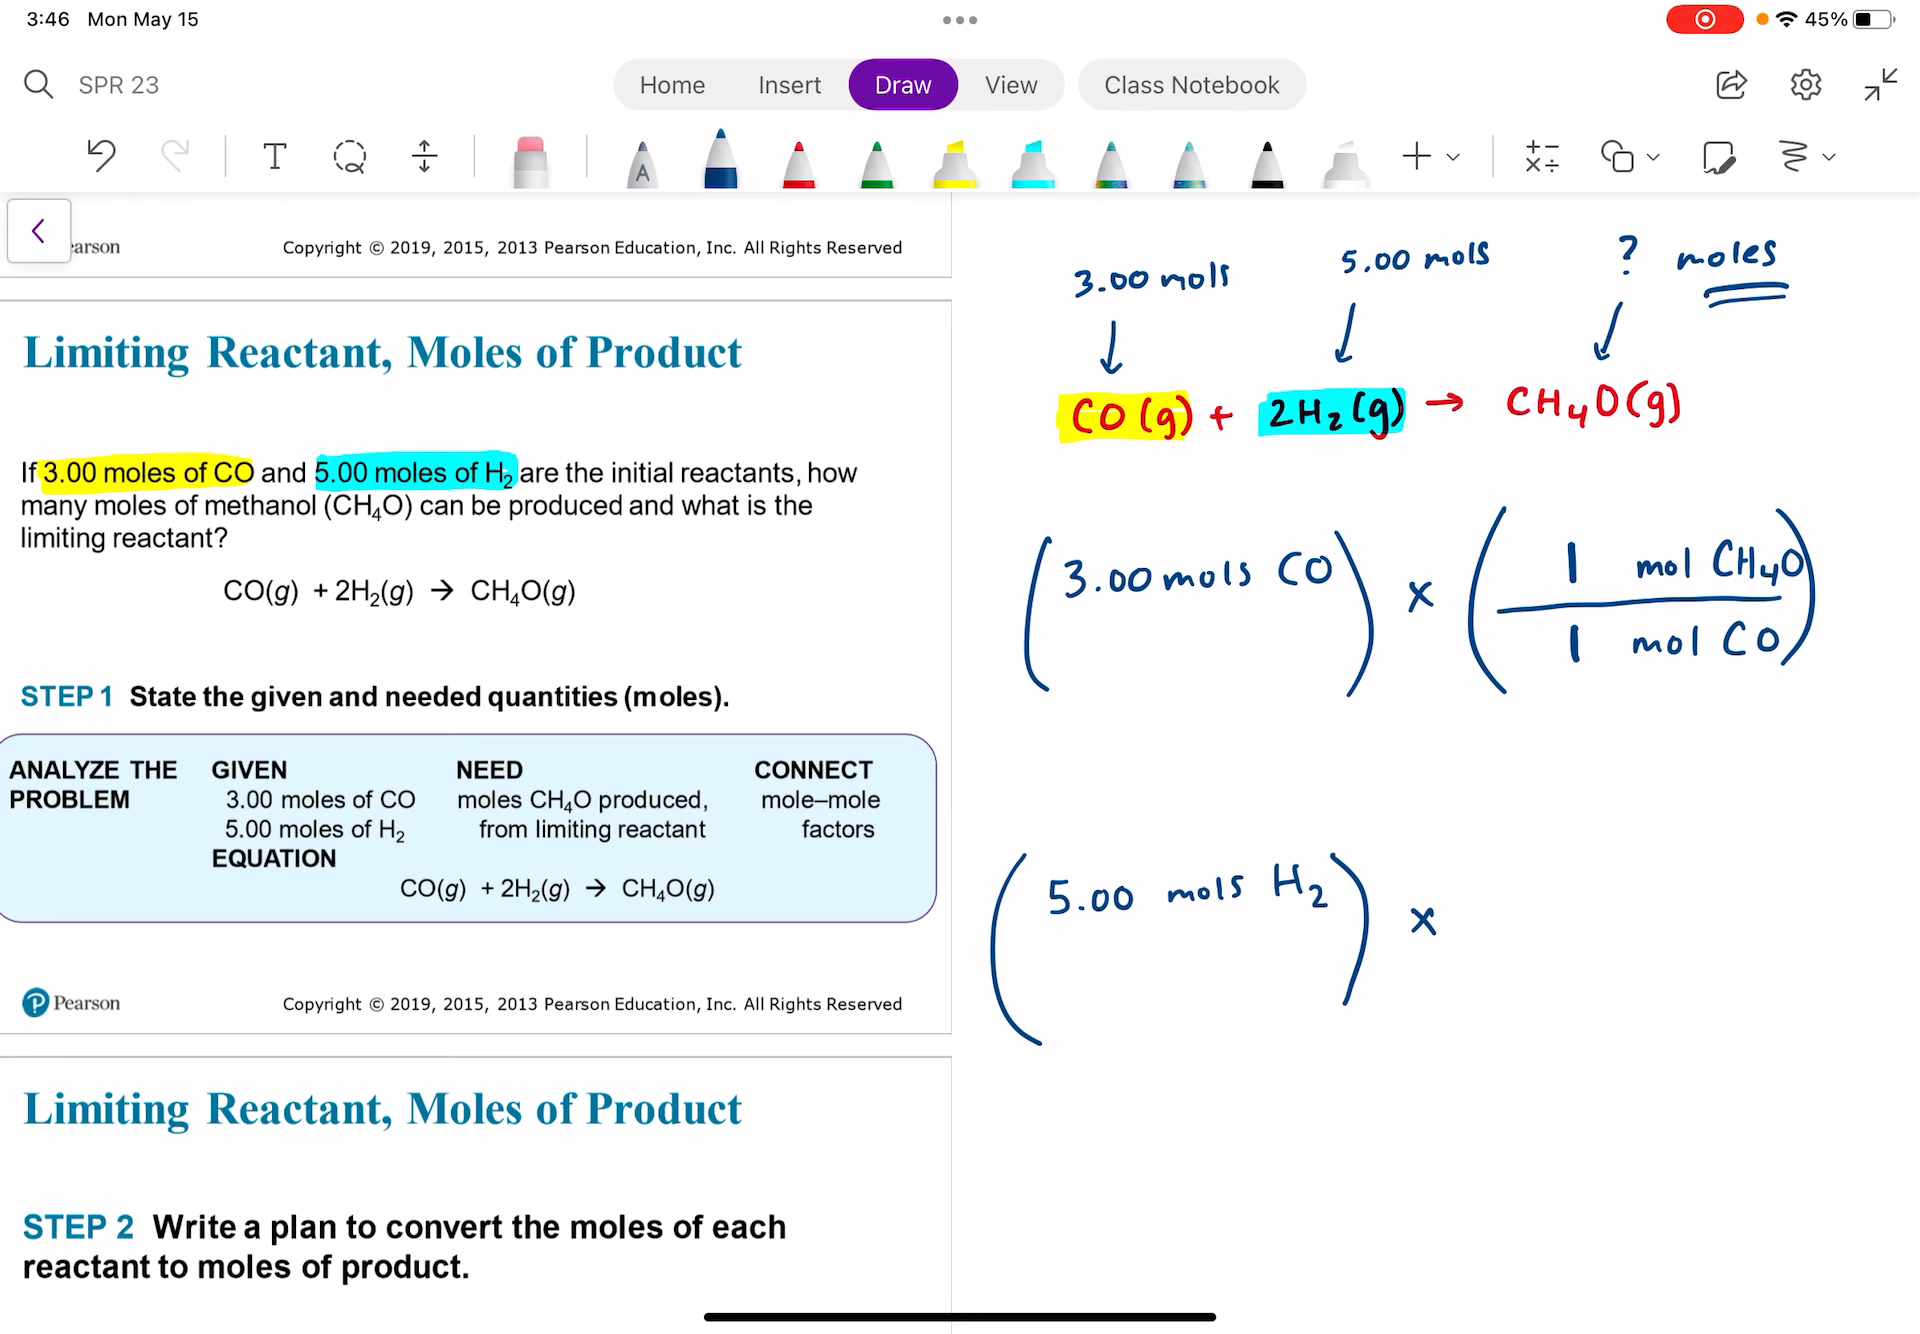 3:46 Mon May 15
45%
SPR 23
Home Insert Draw View Class Notebook
T A
arson
Copyright © 2019, 2015, 2013 Pearson Education, Inc. All Rights Reserved
Limiting Reactant, Moles of Product
If 3.00 moles of CO and 5.00 moles of H₂ are the initial reactants, how
many moles of methanol (CH₄O) can be produced and what is the
limiting reactant?
CO(g) + 2H₂(g) → CH₄O(g)
STEP 1 State the given and needed quantities (moles).
ANALYZE THE PROBLEM
GIVEN
3.00 moles of CO
5.00 moles of H₂
NEED
moles CH₄O produced,
from limiting reactant
CONNECT
mole–mole
factors
EQUATION
CO(g) + 2H₂(g) → CH₄O(g)
Pearson
Copyright © 2019, 2015, 2013 Pearson Education, Inc. All Rights Reserved
Limiting Reactant, Moles of Product
STEP 2 Write a plan to convert the moles of each
reactant to moles of product.
3.00 mols 5.00 mols ? moles
↓ ↓ ↓
CO(g) + 2H₂(g) → CH₄O(g)
(3.00 mols CO) x (1 mol CH₄O
1 mol CO)
(5.00 mols H₂) x